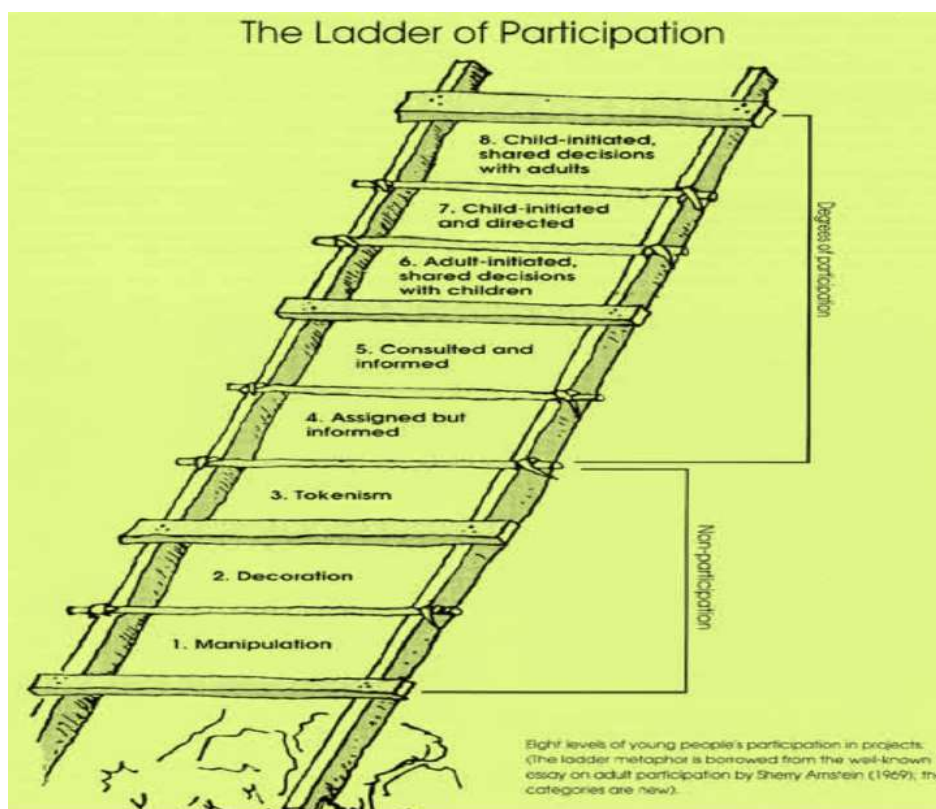 The Ladder of Participation
8. Child-initiated,
shared decisions
with adults
7. Child-initiated
and directed
6. Adult-initiated,
shared decisions
with children
5. Consulted and
informed
4. Assigned but
informed
3. Tokenism
2. Decoration
1. Manipulation
Degrees of participation
Non-participation
Eight levels of young people's participation in projects.
(The ladder metaphor is borrowed from the well-known
essay on adult participation by Sherry Arnstein (1969); the
categories are new).